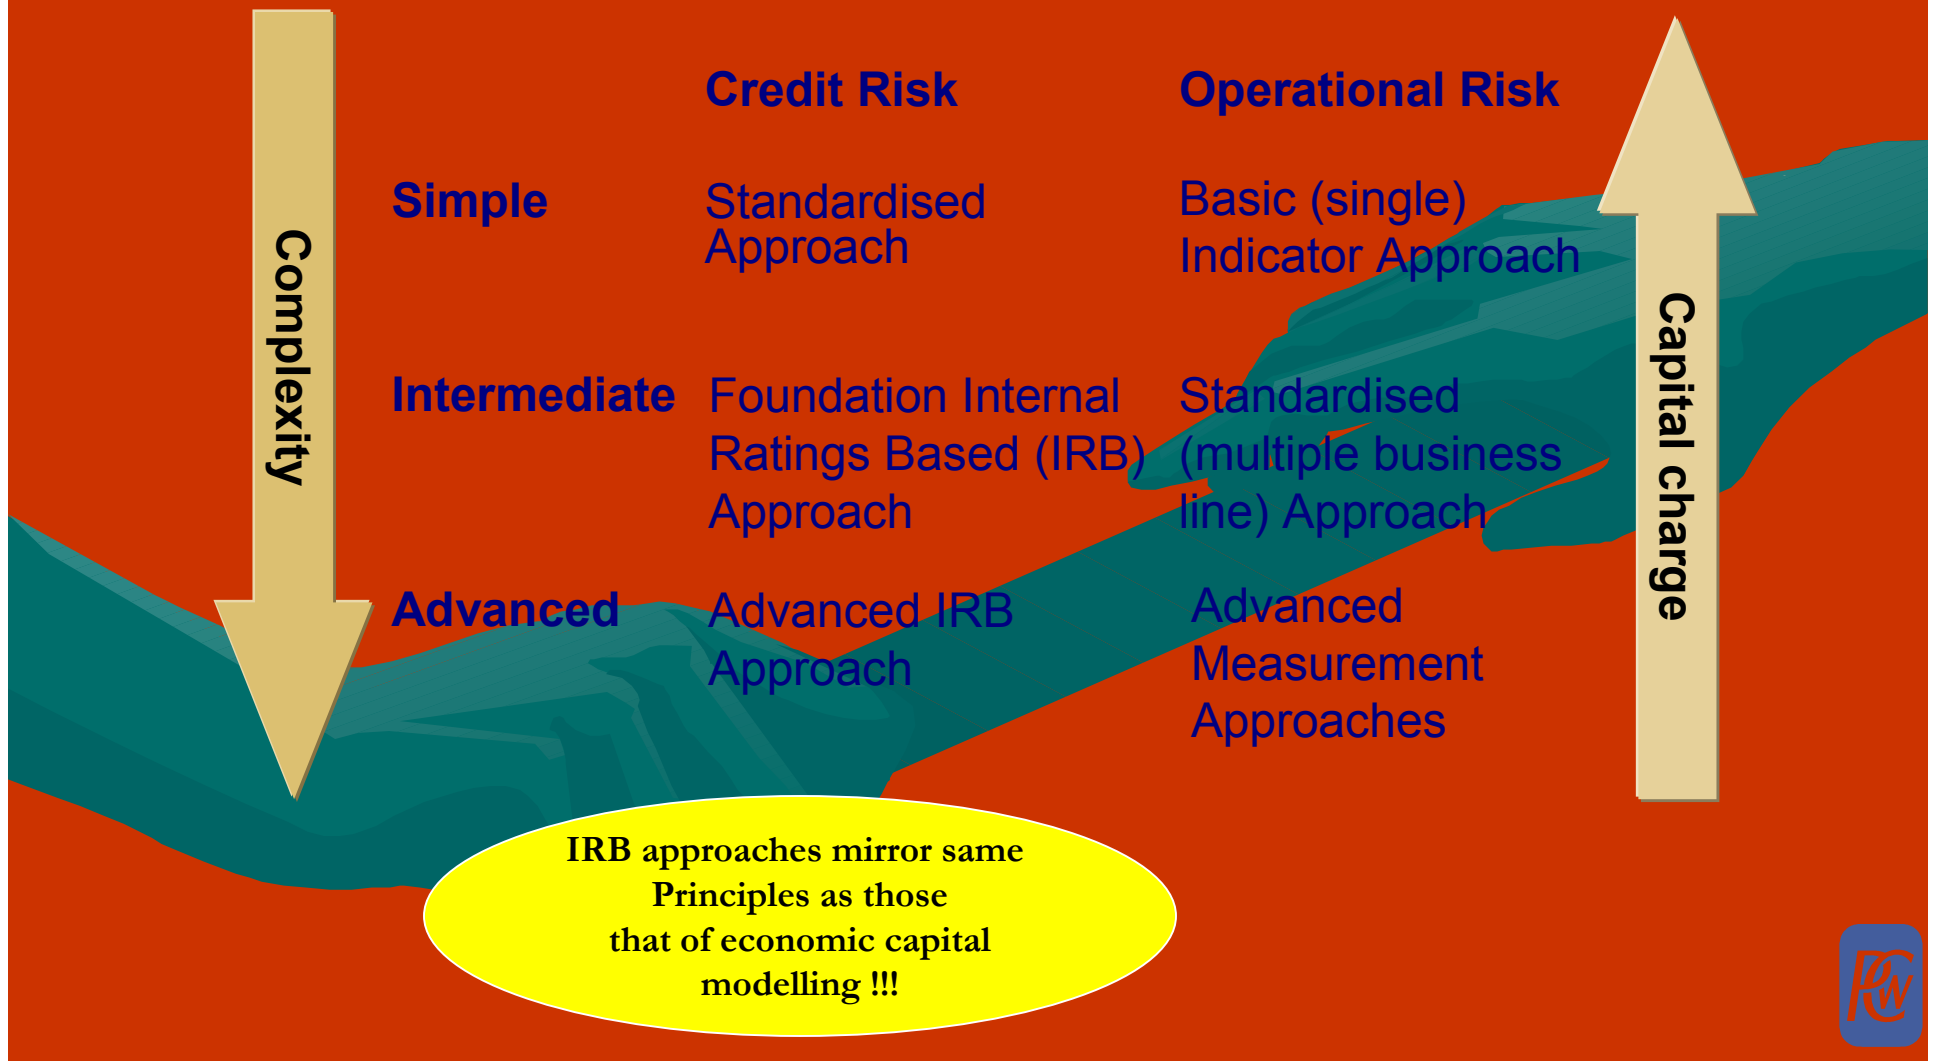 Complexity
Credit Risk
Operational Risk
Simple
Standardised
Approach
Basic (single)
Indicator Approach
Intermediate
Foundation Internal
Ratings Based (IRB)
Approach
Standardised
(multiple business
line) Approach
Advanced
Advanced IRB
Approach
Advanced
Measurement
Approaches
Capital charge
IRB approaches mirror same
Principles as those
that of economic capital
modelling !!!
PCW